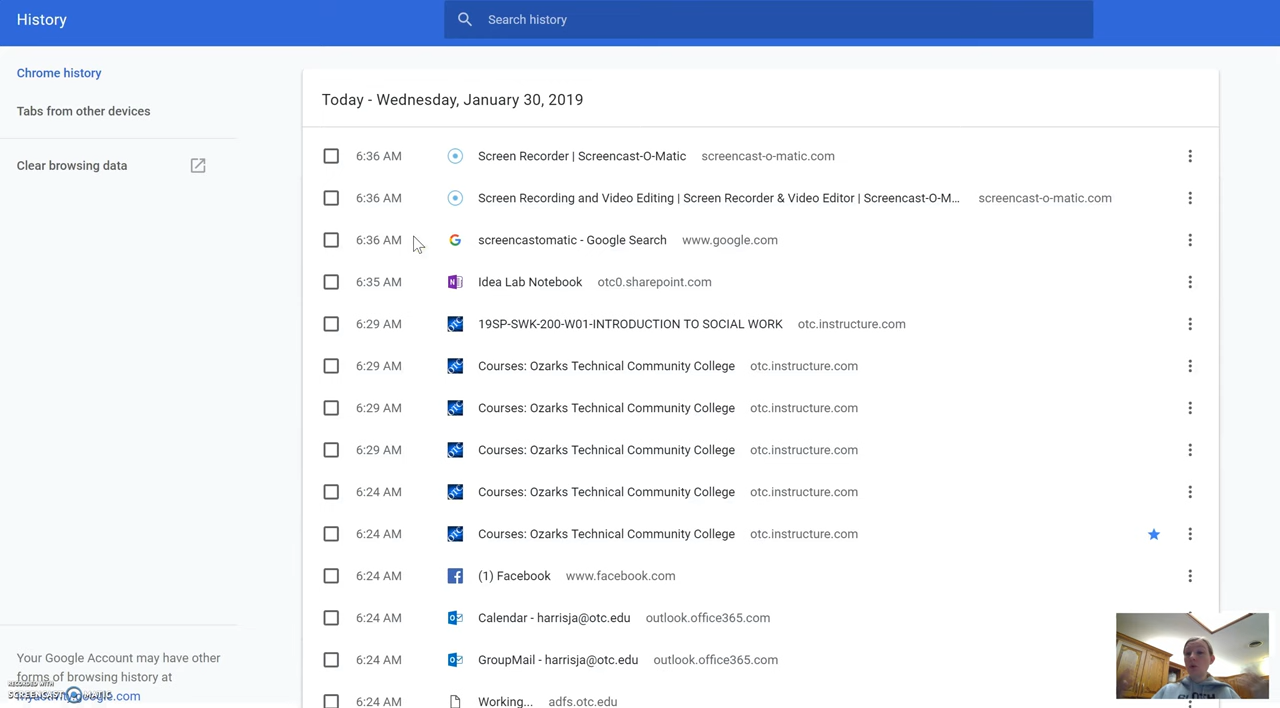 History
Search history
Chrome history
Tabs from other devices
Clear browsing data
Today - Wednesday, January 30, 2019
6:36 AM Screen Recorder | Screencast-O-Matic screencast-o-matic.com
6:36 AM Screen Recording and Video Editing | Screen Recorder & Video Editor | Screencast-O-M... screencast-o-matic.com
6:36 AM screencastomatic - Google Search www.google.com
6:35 AM Idea Lab Notebook otc0.sharepoint.com
6:29 AM 19SP-SWK-200-W01-INTRODUCTION TO SOCIAL WORK otc.instructure.com
6:29 AM Courses: Ozarks Technical Community College otc.instructure.com
6:29 AM Courses: Ozarks Technical Community College otc.instructure.com
6:29 AM Courses: Ozarks Technical Community College otc.instructure.com
6:24 AM Courses: Ozarks Technical Community College otc.instructure.com
6:24 AM Courses: Ozarks Technical Community College otc.instructure.com
6:24 AM (1) Facebook www.facebook.com
6:24 AM Calendar - harrisja@otc.edu outlook.office365.com
6:24 AM GroupMail - harrisja@otc.edu outlook.office365.com
6:24 AM Working... adfs.otc.edu
Your Google Account may have other
forms of browsing history at
RECORDED WITH